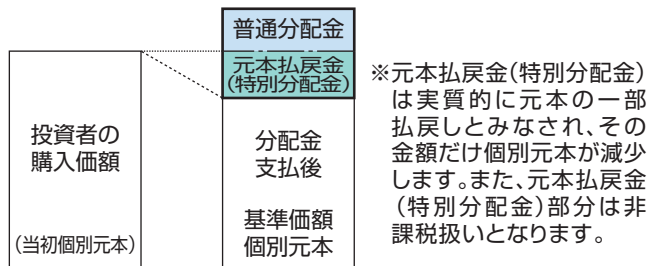 普通分配金
元本払戻金
(特別分配金)
投資者の
購入価額
(当初個別元本)
分配金
支払後
基準価額
個別元本
※元本払戻金(特別分配金)
は実質的に元本の一部
払戻しとみなされ、その
金額だけ個別元本が減少
します。また、元本払戻金
(特別分配金)部分は非
課税扱いとなります。